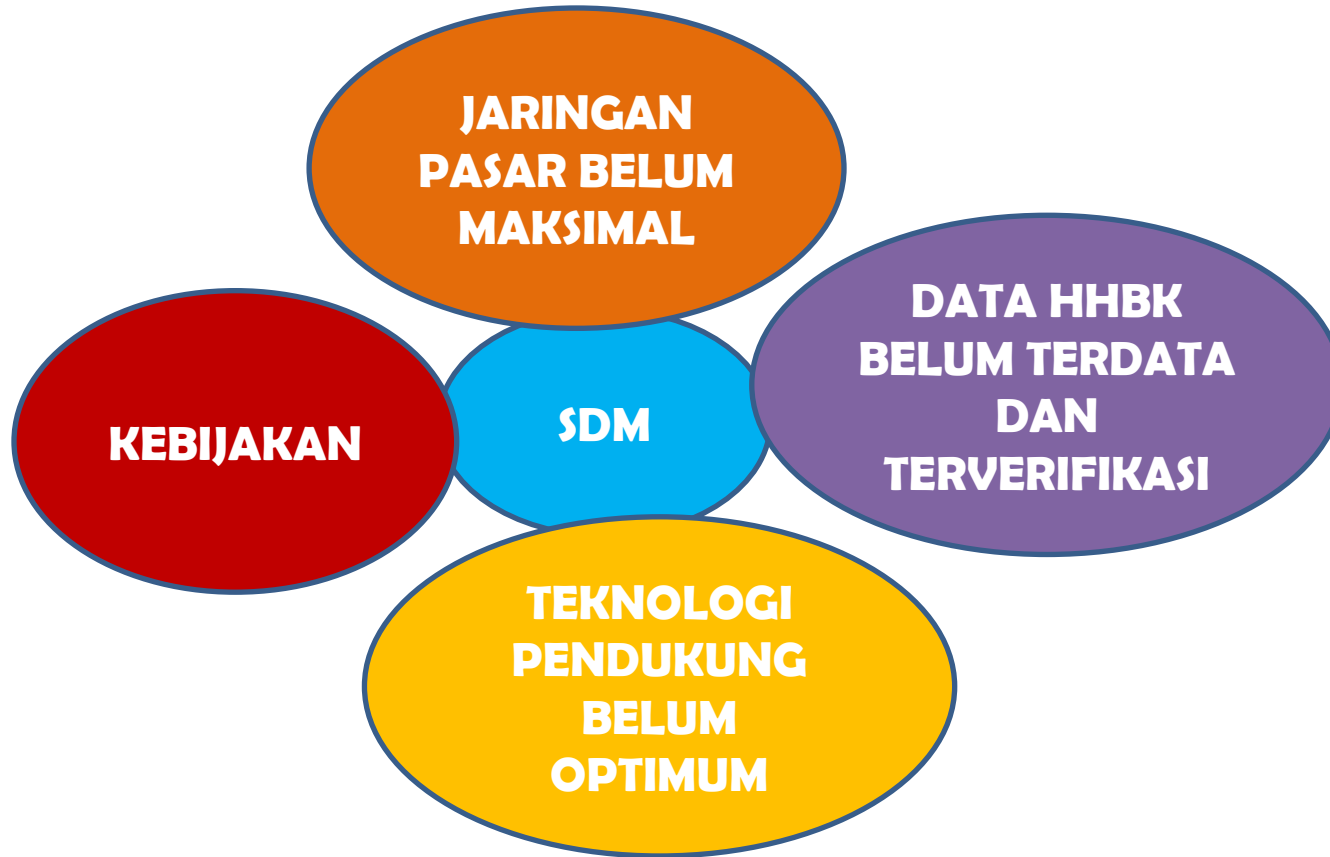 JARINGAN
PASAR BELUM
MAKSIMAL
DATA HHBK
BELUM TERDATA
DAN
TERVERIFIKASI
KEBIJAKAN
SDM
TEKNOLOGI
PENDUKUNG
BELUM
OPTIMUM